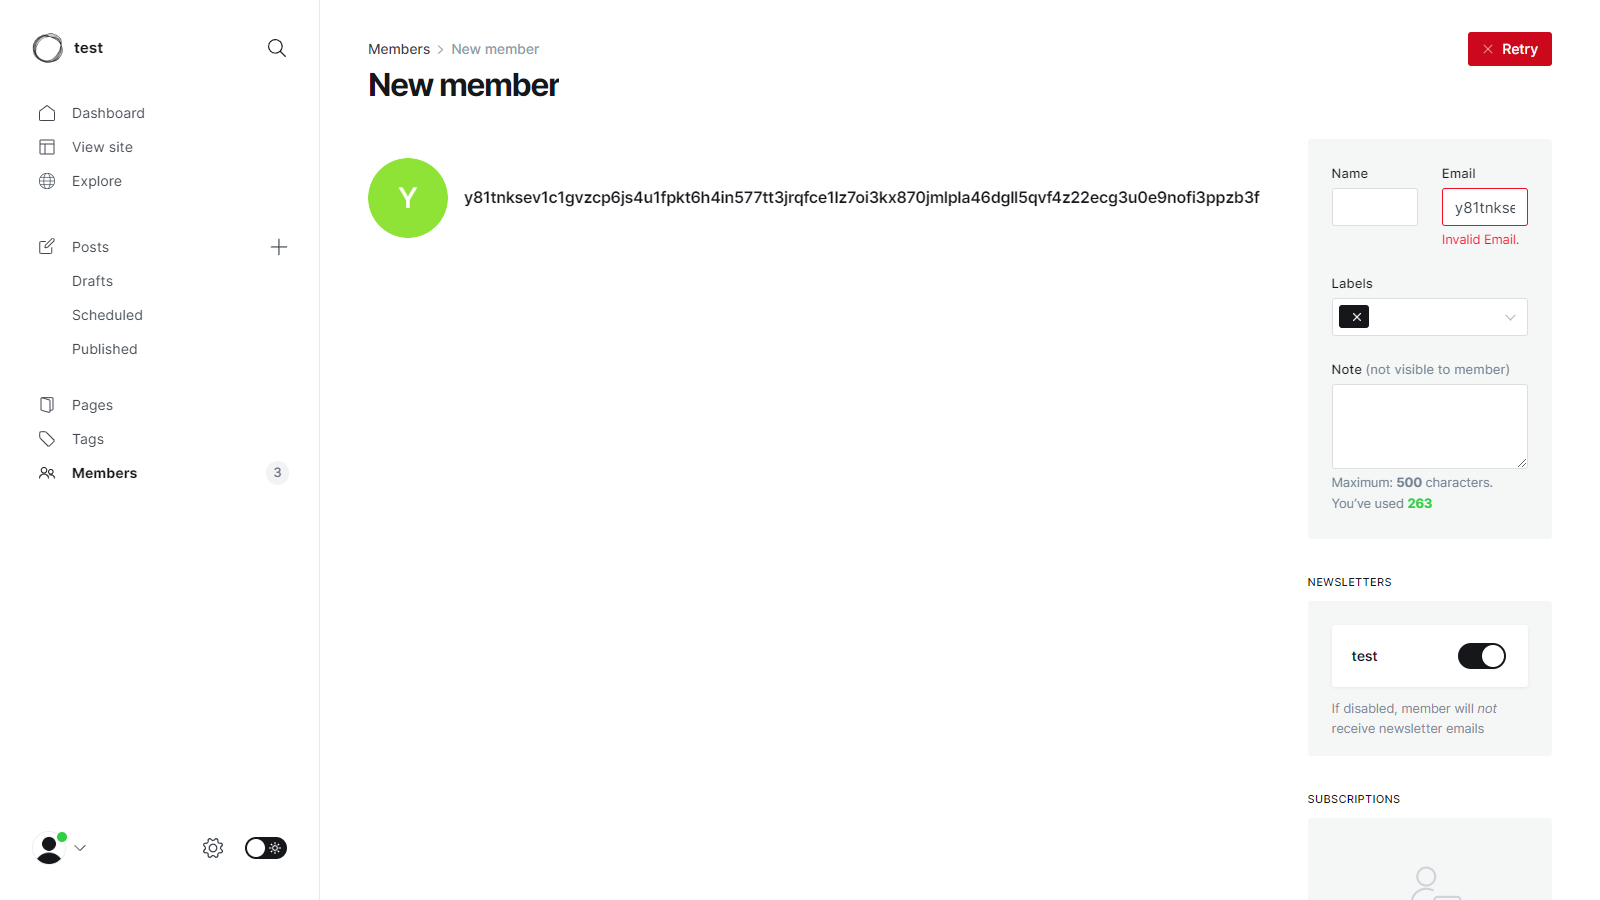 test
Dashboard
View site
Explore
Posts
Drafts
Scheduled
Published
Pages
Tags
Members
3
Members > New member
New member
Retry
Y
y81tnksev1c1gvzcp6js4u1fpkt6h4in577tt3jrqfce1lz7oi3kx870jmlpla46dgll5qvf4z22ecg3u0e9nofi3ppzb3f
Name
Email
y81tnkse
Invalid Email.
Labels
Note (not visible to member)
Maximum: 500 characters.
You've used 263
NEWSLETTERS
test
If disabled, member will not
receive newsletter emails
SUBSCRIPTIONS